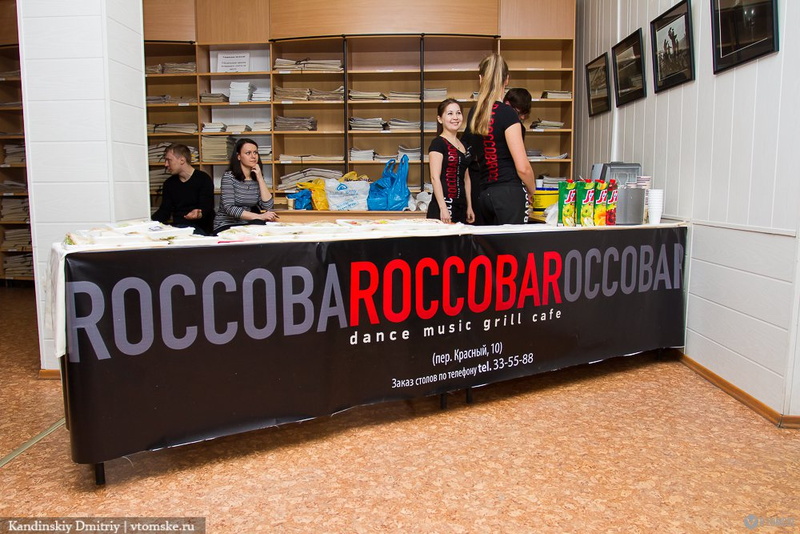 ROCCOBAROCCOBAROCCOBAR
dance music grill cafe
(пер. Красный, 10)
Заказ столов по телефону tel. 33-55-88
ROCCOBAR
Kandinskiy Dmitriy | vtomske.ru